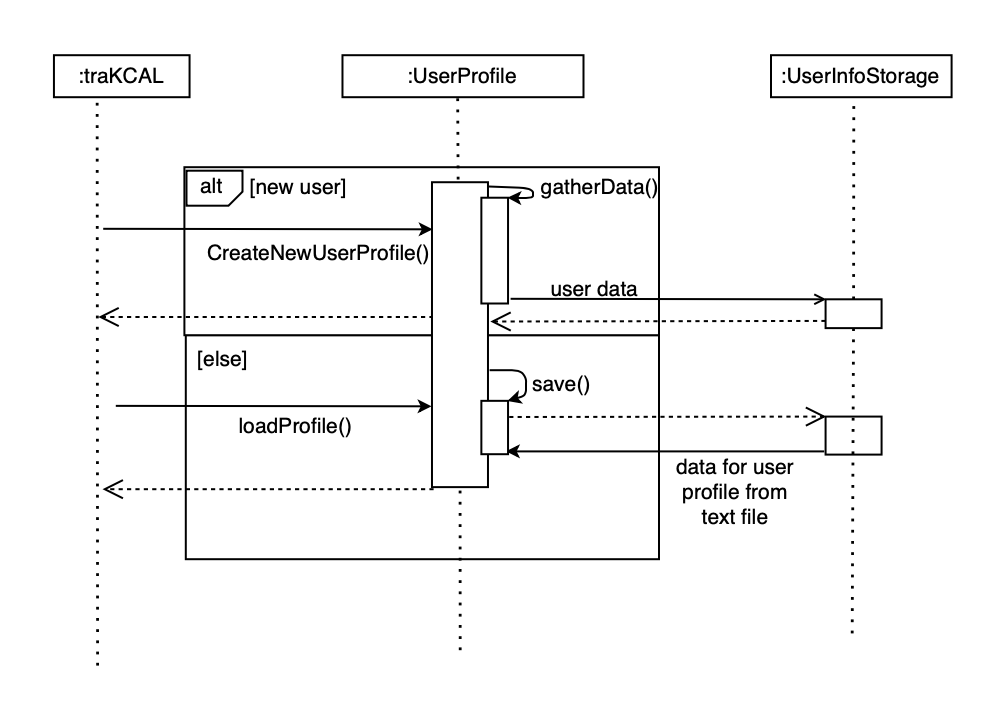 :traKCAL
:UserProfile
:UserInfoStorage
alt
[new user]
gatherData()
CreateNewUserProfile()
user data
[else]
save()
loadProfile()
data for user
profile from
text file